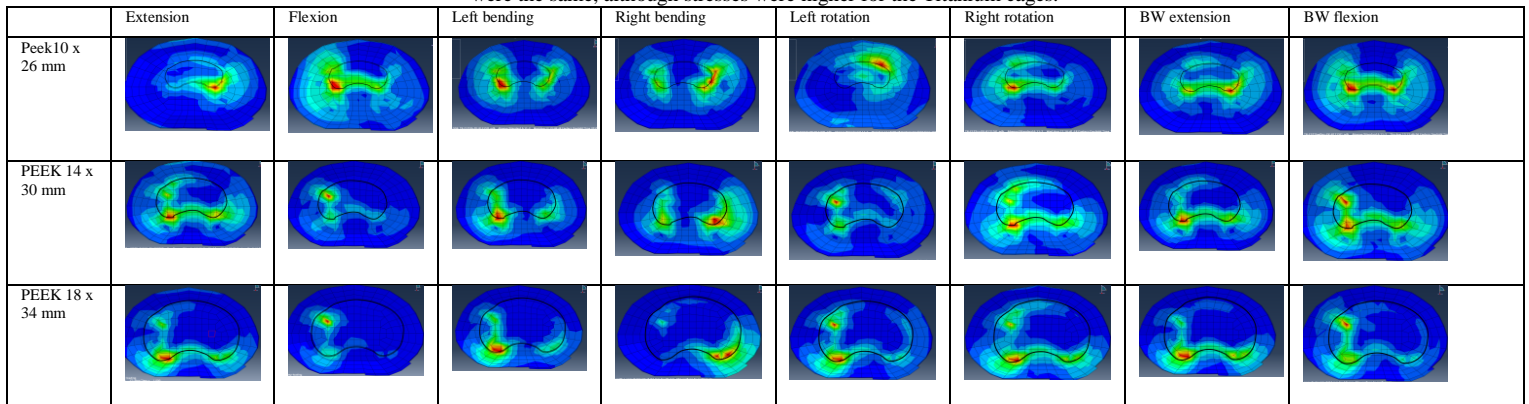 were the same, although stresses were higher for the Titanium cages.
Extension Flexion Left bending Right bending Left rotation Right rotation BW extension BW flexion
Peek10 x
26 mm
PEEK 14 x
30 mm
PEEK 18 x
34 mm